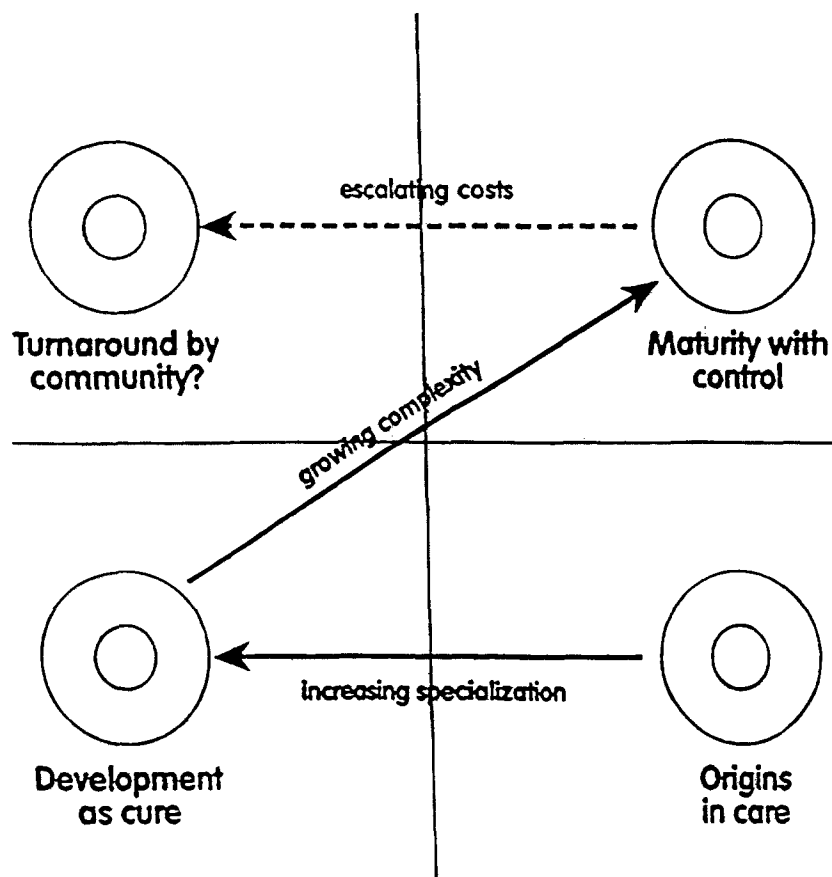 escalating costs
Turnaround by
community?
Maturity with
control
growing complexity
increasing specialization
Development
as cure
Origins
in care